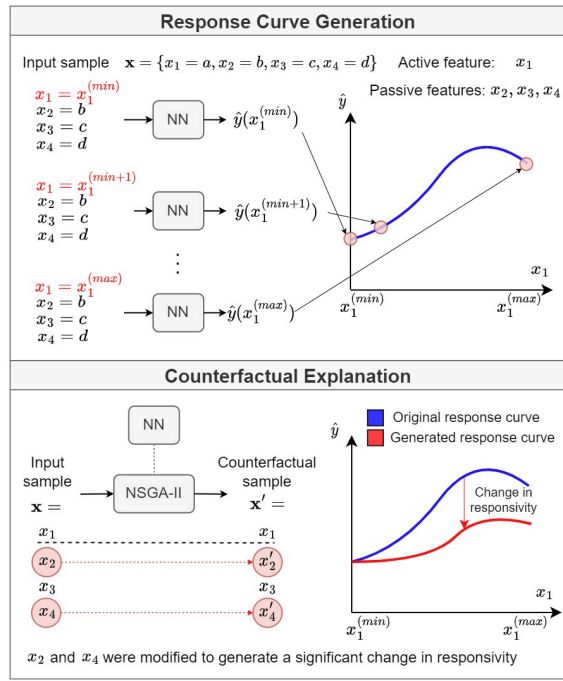 Response Curve Generation
Input sample x = {x₁ = a, x₂ = b, x₃ = c, x₄ = d} Active feature: x₁
Passive features: x₂, x₃, x₄
x₁ = x₁^(min)
x₂ = b
x₃ = c
x₄ = d
NN
ŷ(x₁^(min))
x₁ = x₁^(min+1)
x₂ = b
x₃ = c
x₄ = d
NN
ŷ(x₁^(min+1))
⋮
x₁ = x₁^(max)
x₂ = b
x₃ = c
x₄ = d
NN
ŷ(x₁^(max))
ŷ
x₁
x₁^(min)
x₁^(max)
Counterfactual Explanation
NN
Input
sample
x =
NSGA-II
Counterfactual
sample
x′ =
x₁ x₁
x₂ x′₂
x₃ x₃
x₄ x′₄
Original response curve
Generated response curve
ŷ
Change in
responsivity
x₁
x₁^(min)
x₁^(max)
x₂ and x₄ were modified to generate a significant change in responsivity